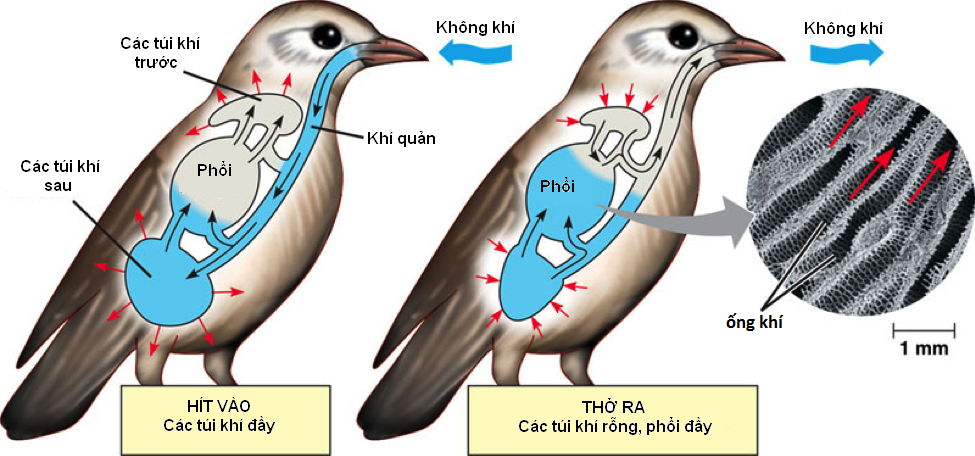 Các túi khí
trước
Không khí
Không khí
Khí quản
Các túi khí
sau
Phổi
Phổi
ống khí
1 mm
HÍT VÀO
Các túi khí đầy
THỞ RA
Các túi khí rỗng, phổi đầy